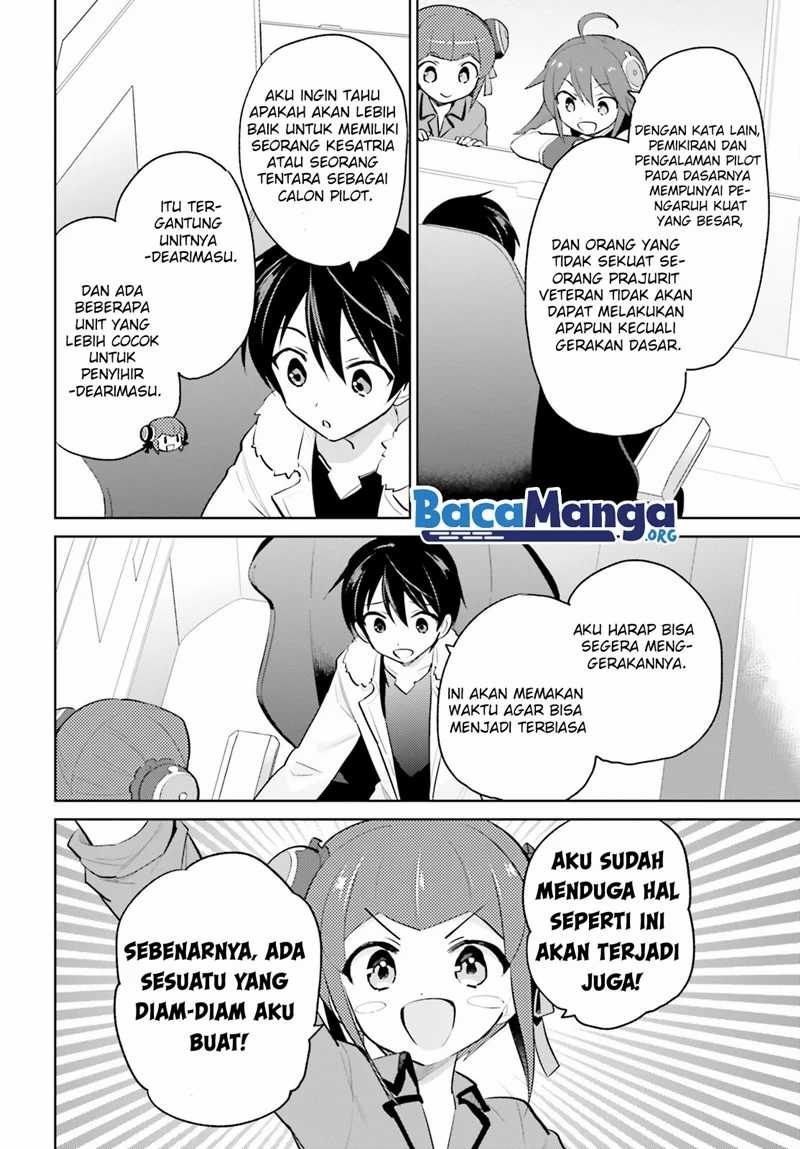 DENGAN KATA LAIN,
PEMIKIRAN DAN
PENGALAMAN PILOT
PADA DASARNYA
MEMPUNYAI PE-
NGARUH KUAT
YANG BESAR,
DAN ORANG YANG
TIDAK SEKUAT SE-
ORANG PRAJURIT
VETERAN TIDAK AKAN
DAPAT MELAKUKAN
APAPUN KECUALI
GERAKAN DASAR.
AKU INGIN TAHU
APAKAH AKAN LEBIH
BAIK UNTUK MEMILIKI
SEORANG KESATRIA
ATAU SEORANG
TENTARA SEBAGAI
CALON PILOT.
ITU TER-
GANTUNG
UNITNYA
-DEARIMASU.
DAN ADA
BEBERAPA
UNIT YANG
LEBIH COCOK
UNTUK
PENYIHIR
-DEARIMASU.
BACAMANGA
.ORG
AKU HARAP BISA
SEGERA MENG-
GERAKANNYA.
INI AKAN MEMAKAN
WAKTU AGAR BISA
MENJADI TERBIASA
AKU SUDAH
MENDUGA HAL
SEPERTI INI
AKAN TERJADI
JUGA!
SEBENARNYA, ADA
SESUATU YANG
DIAM-DIAM AKU
BUAT!